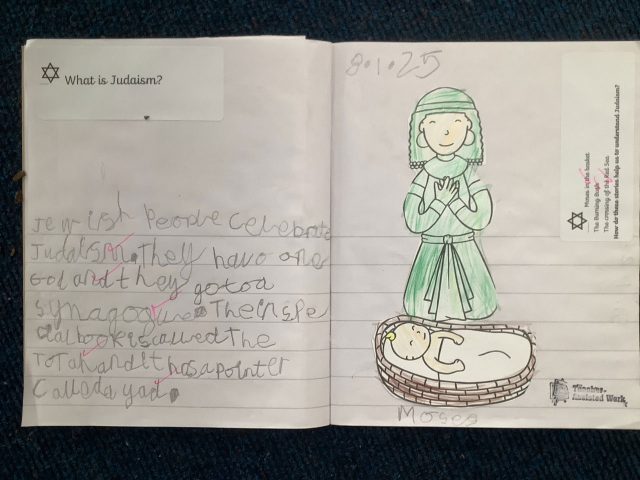 What is Judaism?
Jewish People celebrate
Judaism. They have one
God and they go to a
Synagogue. Their spe
cial book is called the
Torah and it has a pointer
Called a yad.
8.1.25
Moses
Moses in the basket
The Burning Bush
The crossing of the Red Sea.
How do these stories help us to understand Judaism?
Teacher
Assisted Work